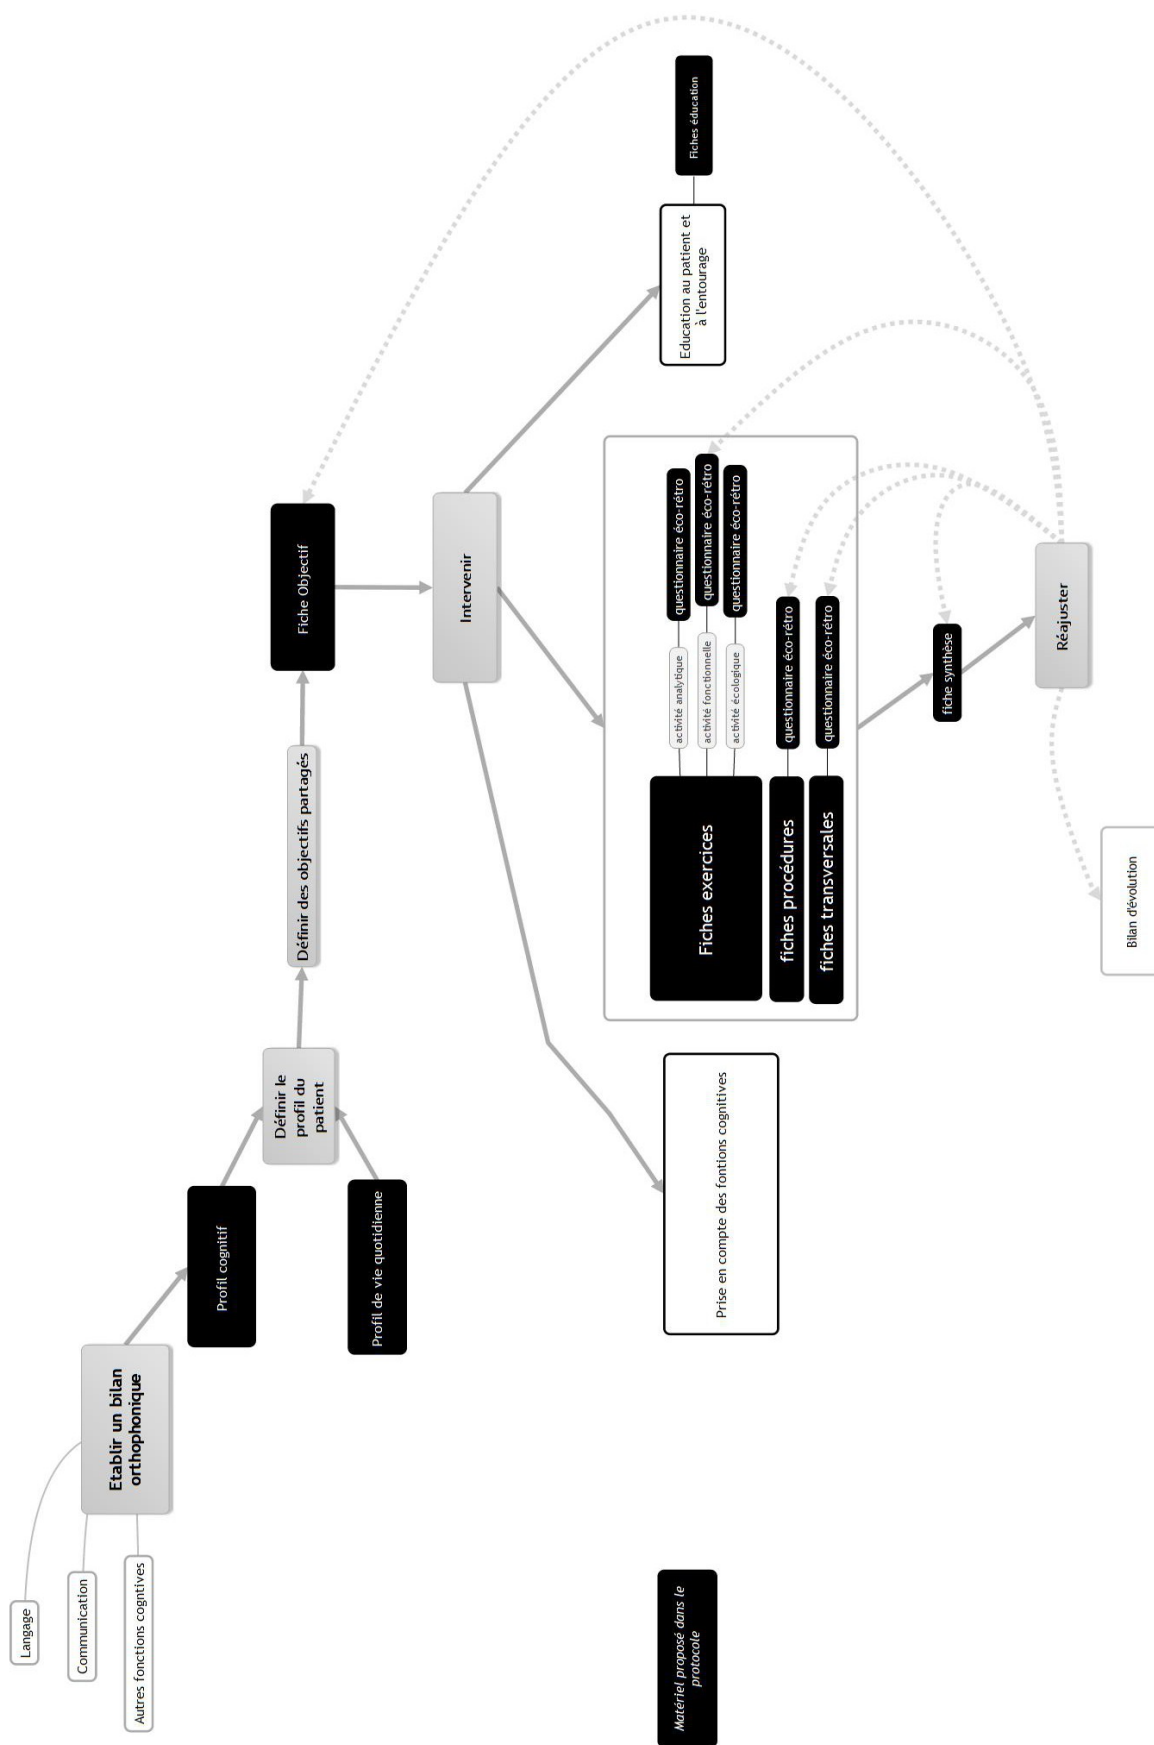 Langage
Communication
Autres fonctions cogntives
Etablir un bilan
orthophonique
Profil cognitif
Profil de vie quotidienne
Définir le
profil du
patient
Définir des objectifs partagés
Fiche Objectif
Intervenir
Prise en compte des fontions cognitives
Fiches exercices
activité analytique
questionnaire éco-rétro
activité fonctionnelle
questionnaire éco-rétro
activité écologique
questionnaire éco-rétro
fiches procédures
questionnaire éco-rétro
fiches transversales
questionnaire éco-rétro
Education au patient et
à l'entourage
Fiches éducation
fiche synthèse
Réajuster
Bilan d'évolution
Matériel proposé dans le
protocole